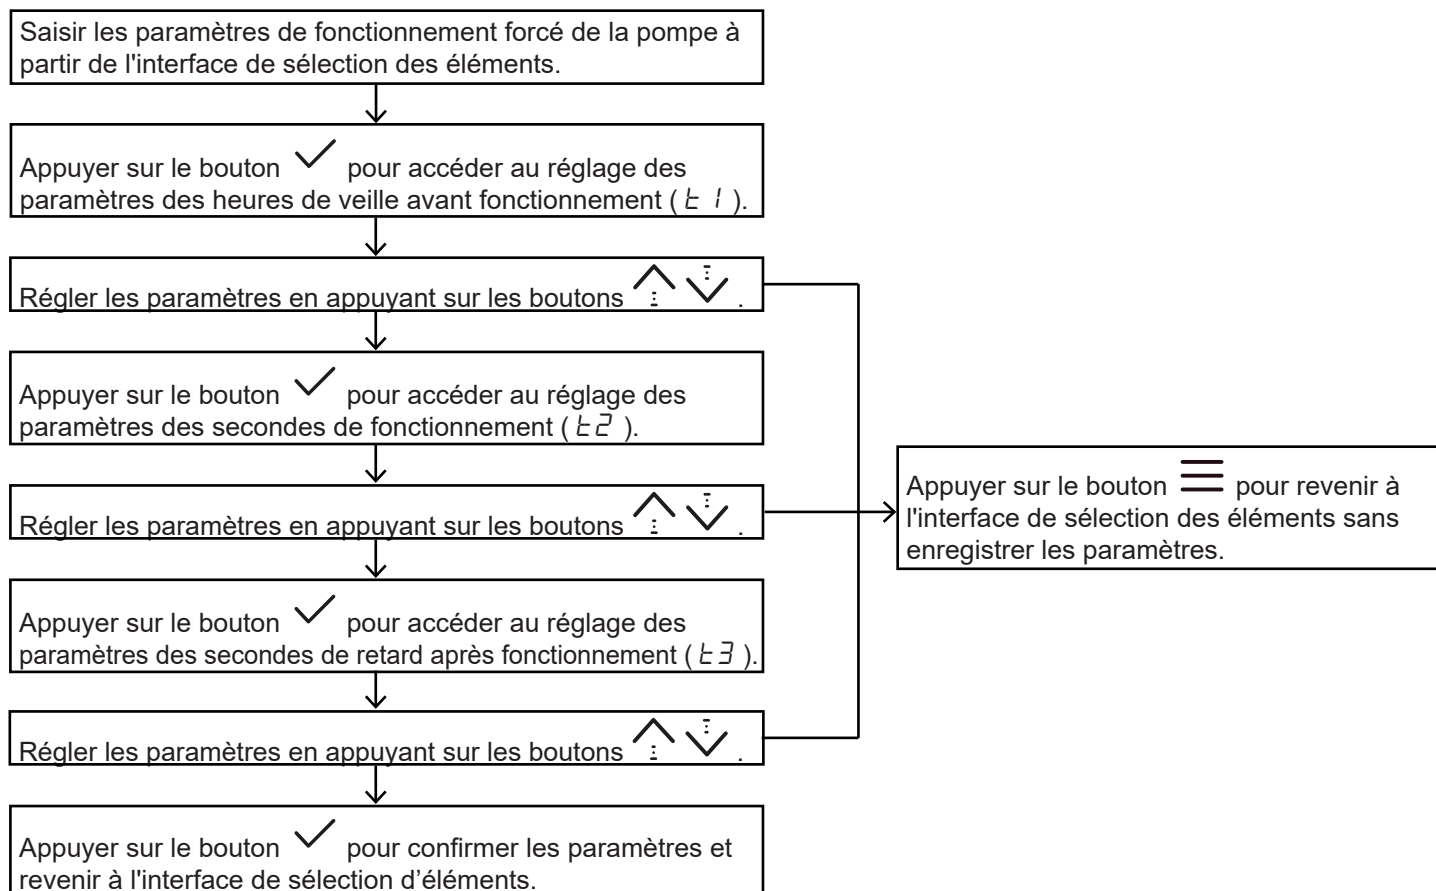 Saisir les paramètres de fonctionnement forcé de la pompe à
partir de l'interface de sélection des éléments.
Appuyer sur le bouton pour accéder au réglage des
paramètres des heures de veille avant fonctionnement ( t 1 ).
Régler les paramètres en appuyant sur les boutons .
Appuyer sur le bouton pour accéder au réglage des
paramètres des secondes de fonctionnement ( t2 ).
Régler les paramètres en appuyant sur les boutons .
Appuyer sur le bouton pour accéder au réglage des
paramètres des secondes de retard après fonctionnement ( t3 ).
Régler les paramètres en appuyant sur les boutons .
Appuyer sur le bouton pour confirmer les paramètres et
revenir à l'interface de sélection d’éléments.
Appuyer sur le bouton pour revenir à
l'interface de sélection des éléments sans
enregistrer les paramètres.